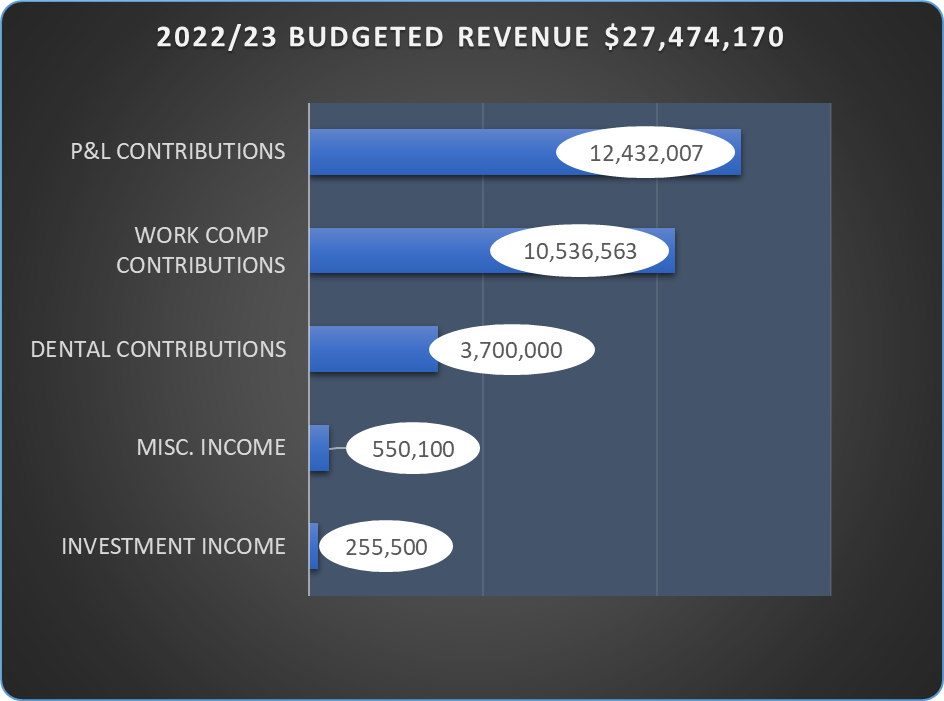 2022/23 BUDGETED REVENUE $27,474,170
P&L CONTRIBUTIONS
12,432,007
WORK COMP
CONTRIBUTIONS
10,536,563
DENTAL CONTRIBUTIONS
3,700,000
MISC. INCOME
550,100
INVESTMENT INCOME
255,500